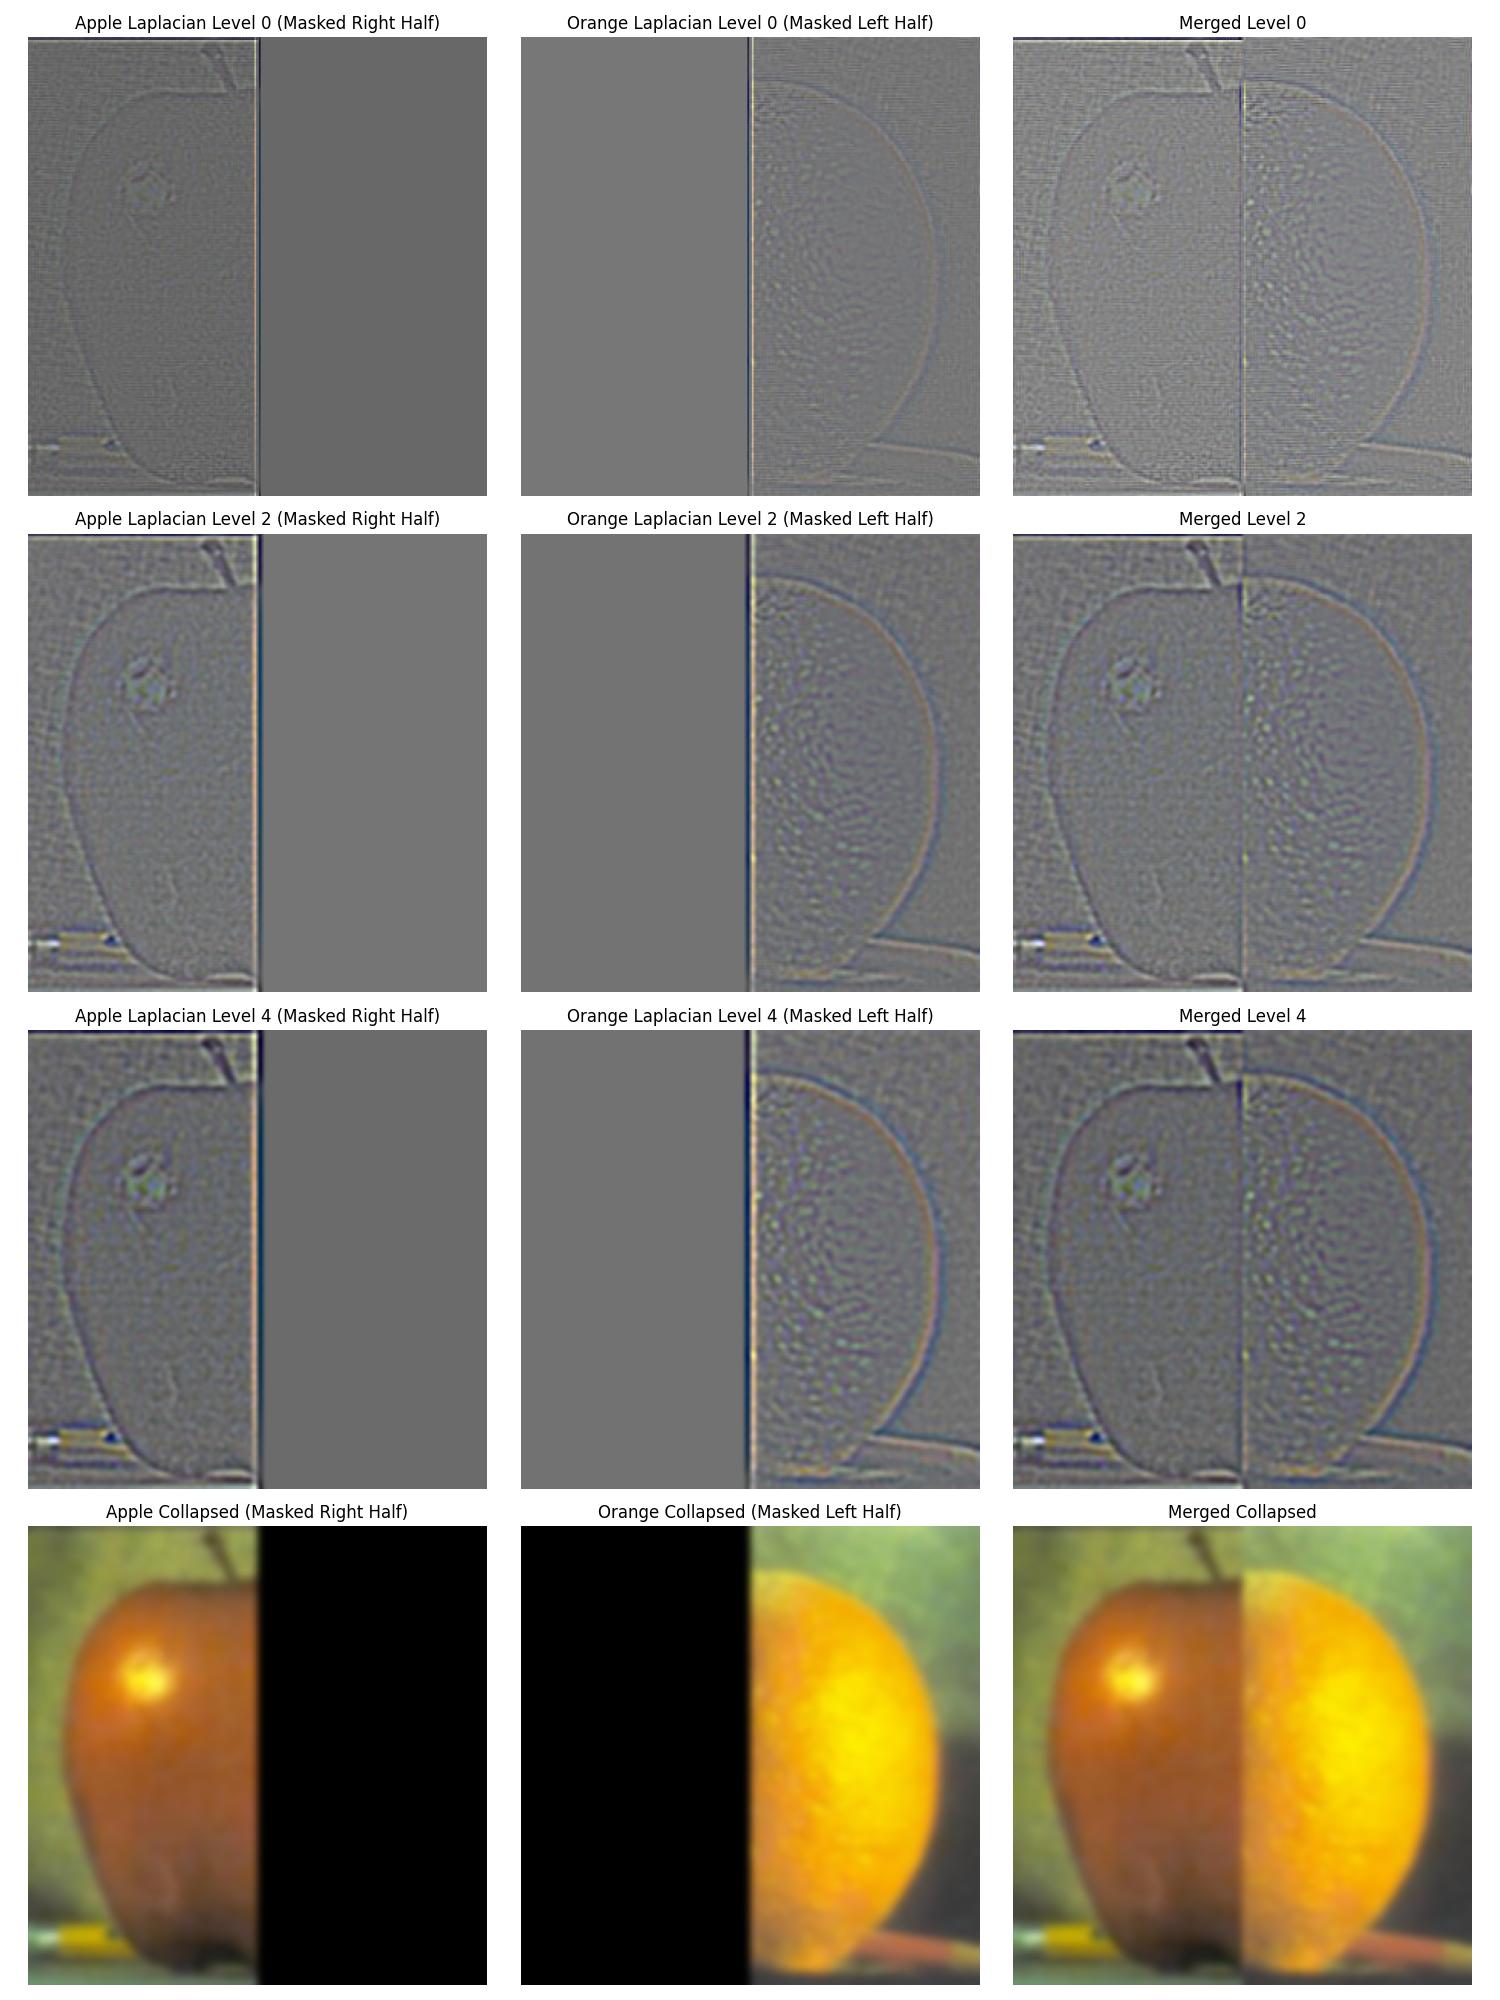 Apple Laplacian Level 0 (Masked Right Half)
Orange Laplacian Level 0 (Masked Left Half)
Merged Level 0
Apple Laplacian Level 2 (Masked Right Half)
Orange Laplacian Level 2 (Masked Left Half)
Merged Level 2
Apple Laplacian Level 4 (Masked Right Half)
Orange Laplacian Level 4 (Masked Left Half)
Merged Level 4
Apple Collapsed (Masked Right Half)
Orange Collapsed (Masked Left Half)
Merged Collapsed